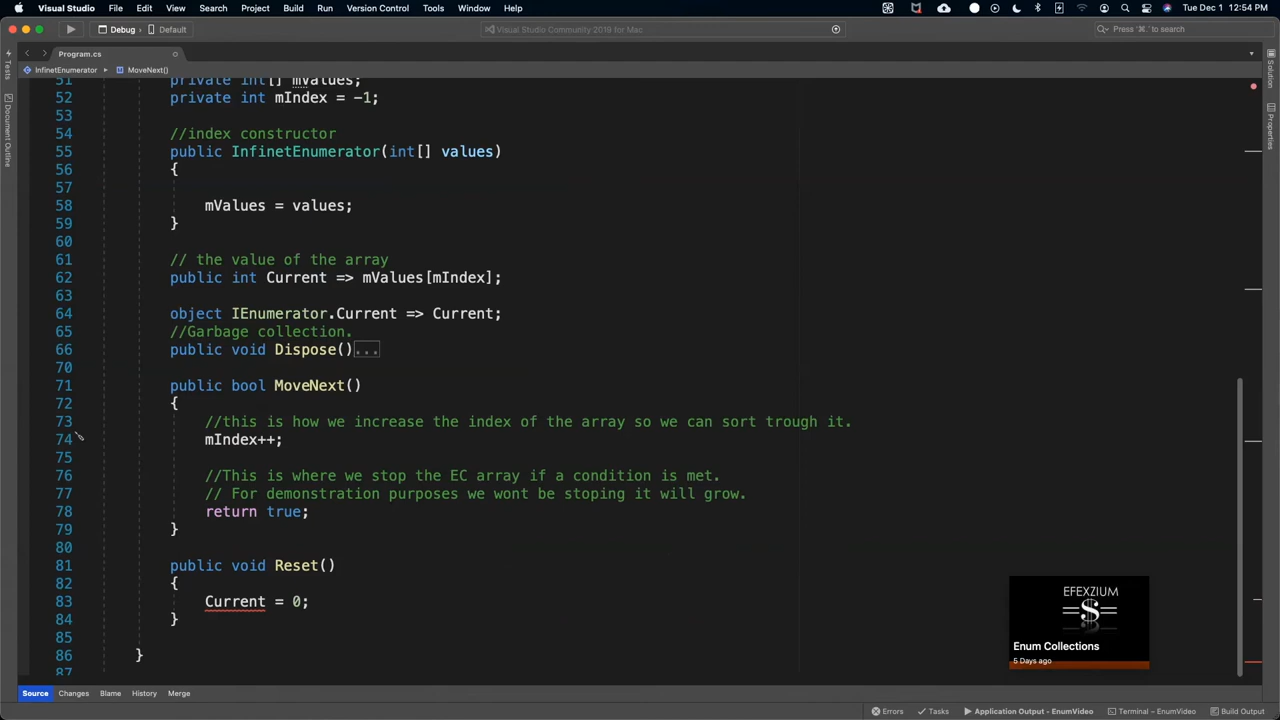 Visual Studio File Edit View Search Project Build Run Version Control Tools Window Help Tue Dec 1 12:54 PM
Debug Default Visual Studio Community 2019 for Mac Press '⌘.' to search
Program.cs
InfinetEnumerator MoveNext()
Tests
Document Outline
Solution
Properties
51 private int[] mValues;
52 private int mIndex = -1;
53
54 //index constructor
55 public InfinetEnumerator(int[] values)
56 {
57
58 mValues = values;
59 }
60
61 // the value of the array
62 public int Current => mValues[mIndex];
63
64 object IEnumerator.Current => Current;
65 //Garbage collection.
66 public void Dispose()...
70
71 public bool MoveNext()
72 {
73 //this is how we increase the index of the array so we can sort trough it.
74 mIndex++;
75
76 //This is where we stop the EC array if a condition is met.
77 // For demonstration purposes we wont be stoping it will grow.
78 return true;
79 }
80
81 public void Reset()
82 {
83 Current = 0;
84 }
85
86 }
87
EFEXZIUM
$
Enum Collections
5 Days ago
Source Changes Blame History Merge
Errors Tasks Application Output – EnumVideo Terminal – EnumVideo Build Output